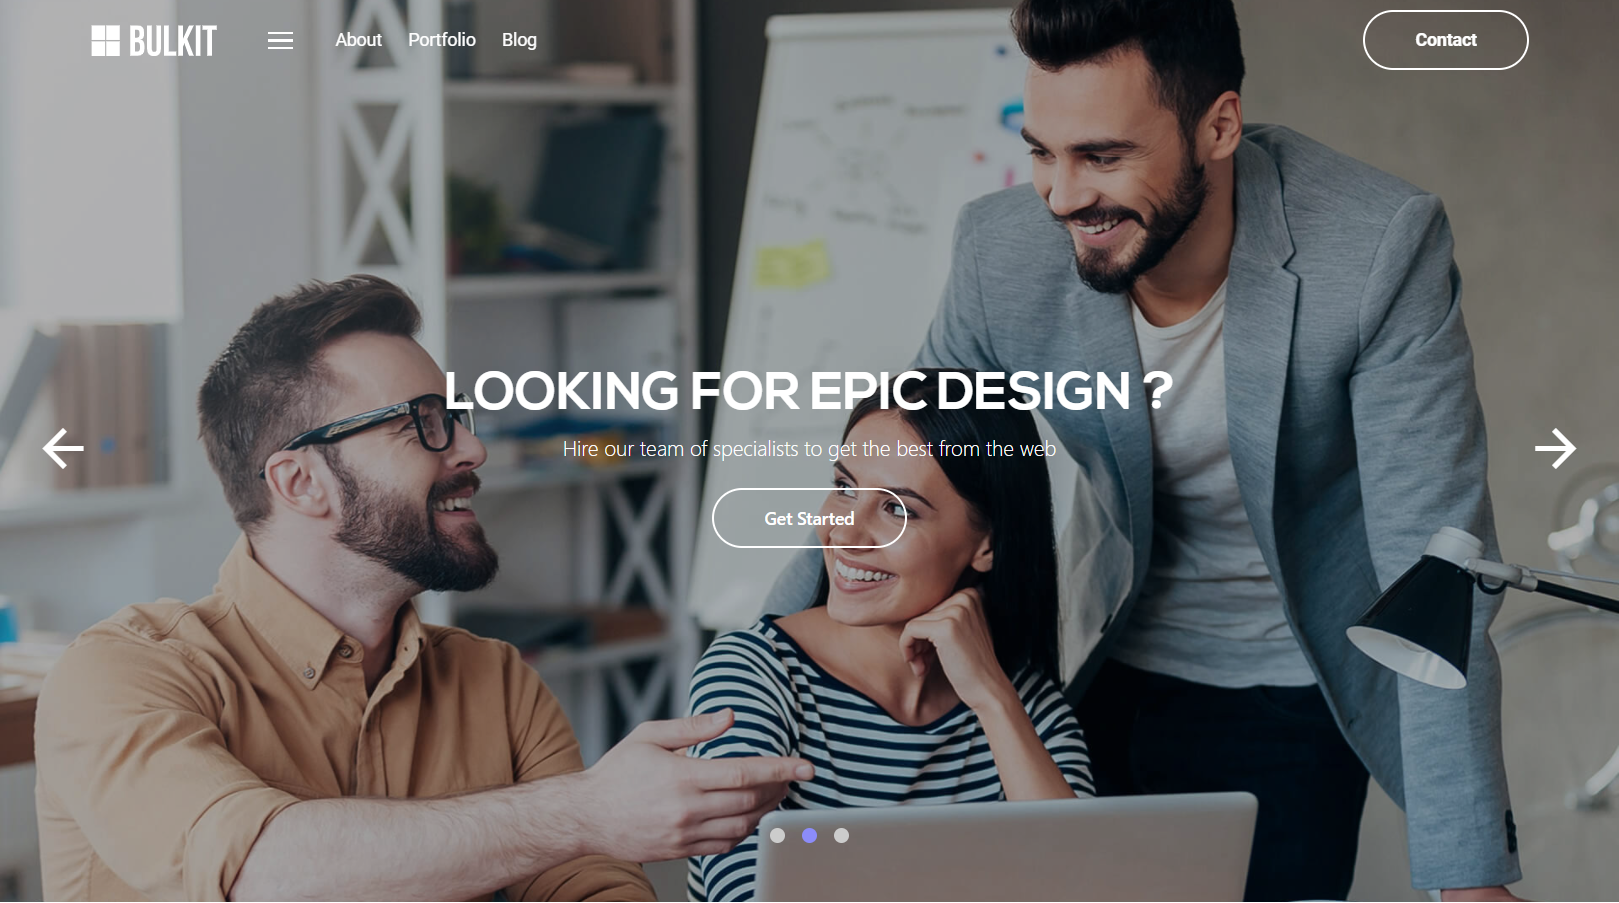 BULKIT
About
Portfolio
Blog
Contact
LOOKING FOR EPIC DESIGN ?
Hire our team of specialists to get the best from the web
Get Started